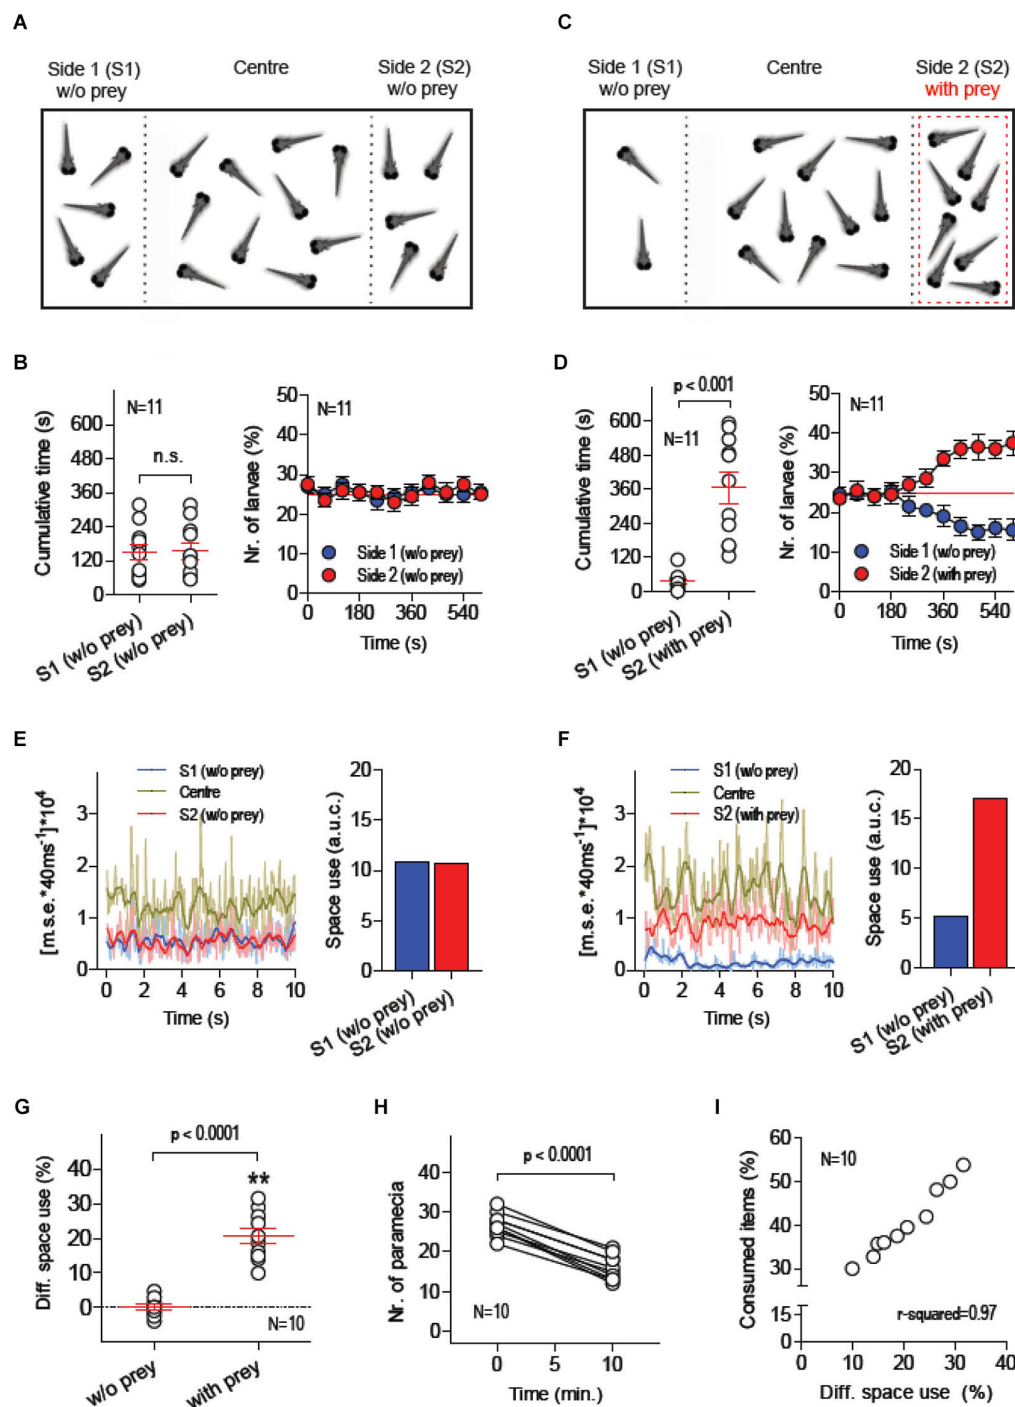 A
Side 1 (S1)
w/o prey
Centre
Side 2 (S2)
w/o prey
C
Side 1 (S1)
w/o prey
Centre
Side 2 (S2)
with prey
B
Cumulative time (s)
600
480
360
240
120
0
N=11
n.s.
S1 (w/o prey)
S2 (w/o prey)
Nr. of larvae (%)
50
40
30
20
10
0
N=11
Side 1 (w/o prey)
Side 2 (w/o prey)
0 180 360 540
Time (s)
D
Cumulative time (s)
600
480
360
240
120
0
p < 0.001
N=11
S1 (w/o prey)
S2 (with prey)
Nr. of larvae (%)
50
40
30
20
10
0
N=11
Side 1 (w/o prey)
Side 2 (with prey)
0 180 360 540
Time (s)
E
S1 (w/o prey)
Centre
S2 (w/o prey)
[m.s.e.*40ms-1]*10^4
3
2
1
0
0 2 4 6 8 10
Time (s)
Space use (a.u.c.)
20
15
10
5
0
S1 (w/o prey)
S2 (w/o prey)
F
S1 (w/o prey)
Centre
S2 (with prey)
[m.s.e.*40ms-1]*10^4
3
2
1
0
0 2 4 6 8 10
Time (s)
Space use (a.u.c.)
20
15
10
5
0
S1 (w/o prey)
S2 (with prey)
G
p < 0.0001
**
Diff. space use (%)
40
30
20
10
0
N=10
w/o prey
with prey
H
p < 0.0001
Nr. of paramecia
40
30
20
10
0
N=10
0 5 10
Time (min.)
I
Consumed items (%)
60
50
40
30
15
0
N=10
r-squared=0.97
0 10 20 30 40
Diff. space use (%)